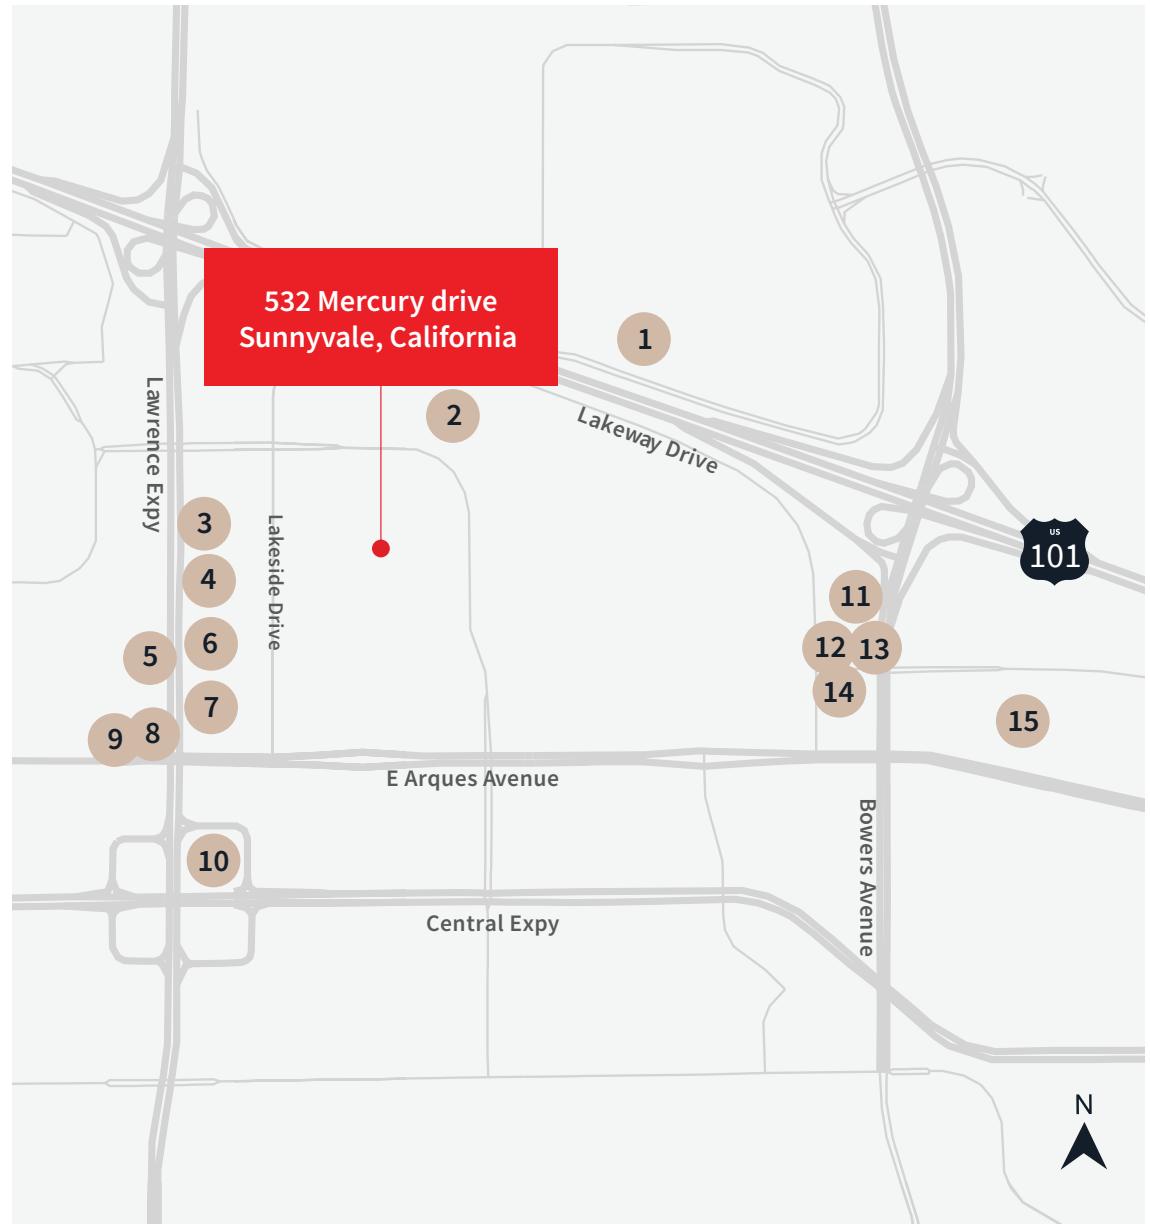 532 Mercury drive
Sunnyvale, California
1
2
Lakeway Drive
Lawrence Expy
3
Lakeside Drive
US
101
4
11
5
6
12
13
14
7
15
9
8
E Arques Avenue
Bowers Avenue
10
Central Expy
N